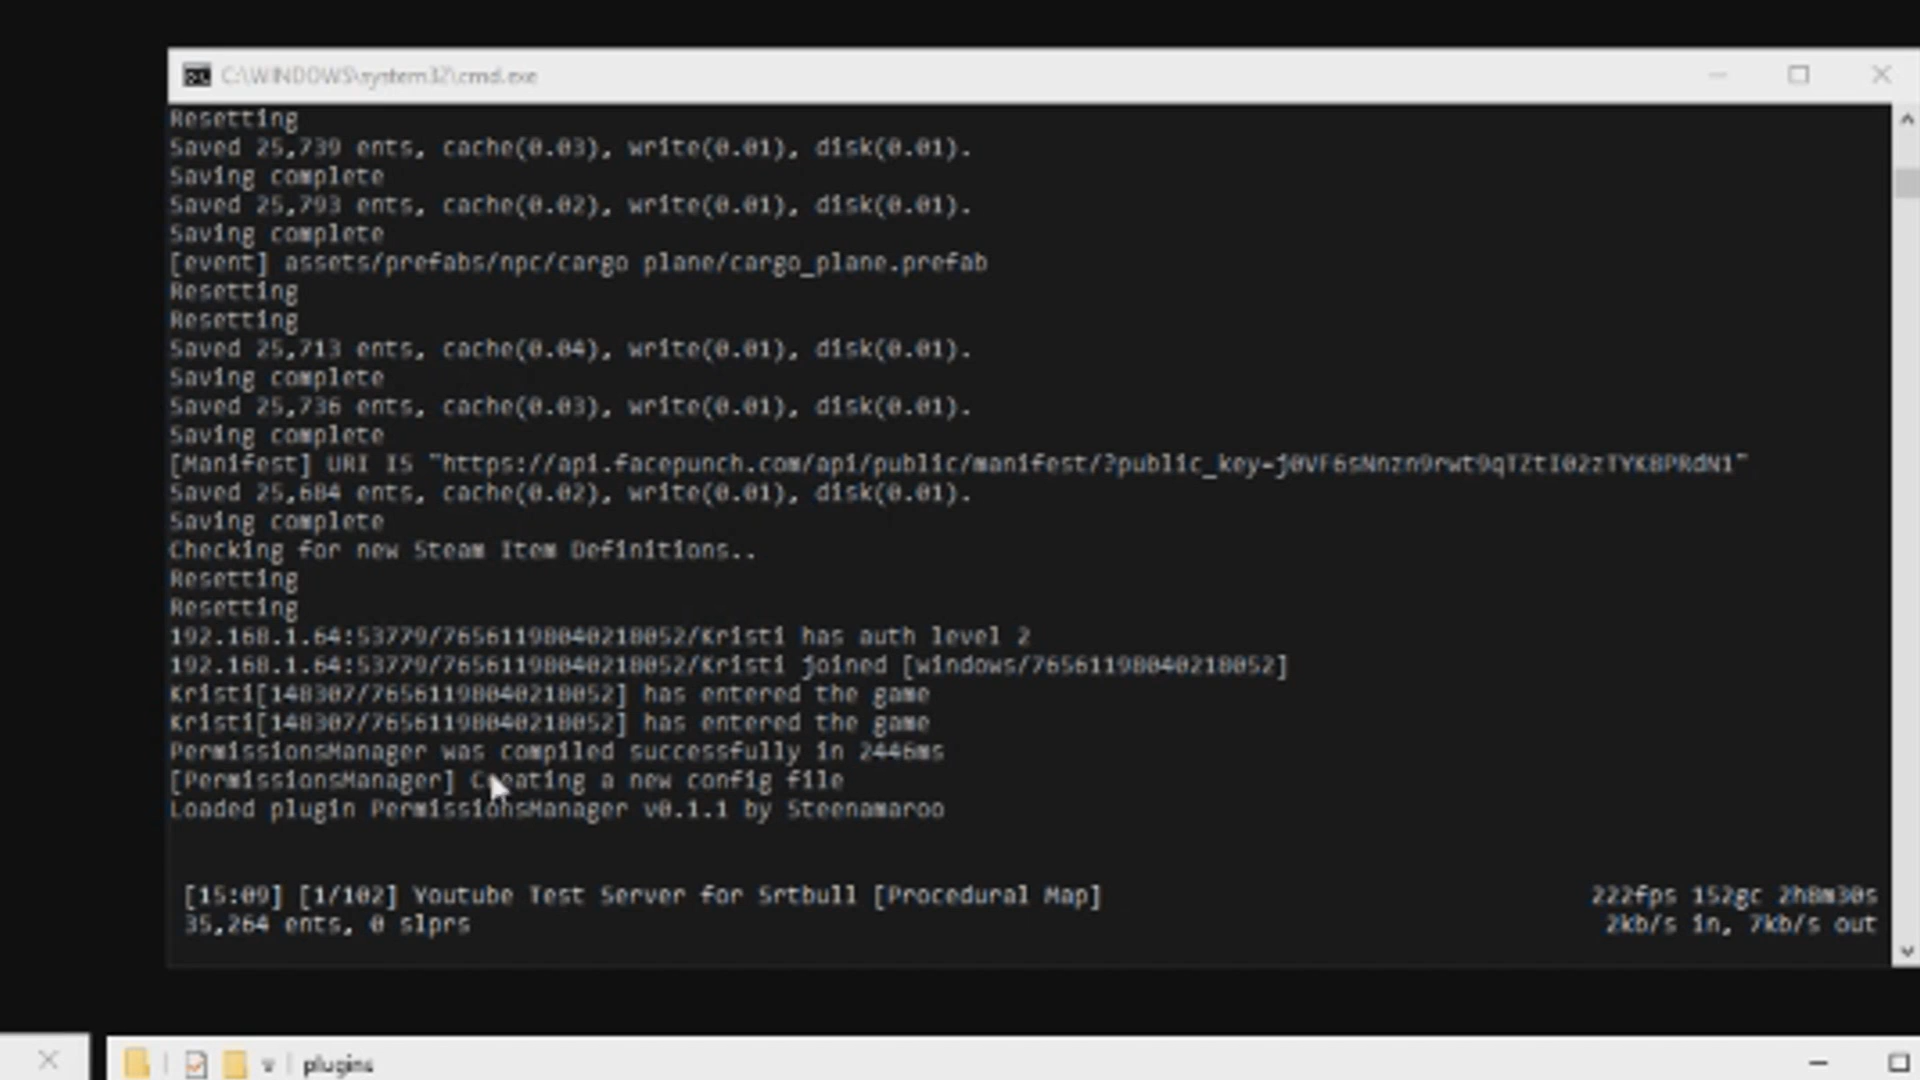 C:\WINDOWS\system32\cmd.exe
Resetting
Saved 25,739 ents, cache(0.03), write(0.01), disk(0.01).
Saving complete
Saved 25,793 ents, cache(0.02), write(0.01), disk(0.01).
Saving complete
[event] assets/prefabs/npc/cargo plane/cargo_plane.prefab
Resetting
Resetting
Saved 25,713 ents, cache(0.04), write(0.01), disk(0.01).
Saving complete
Saved 25,736 ents, cache(0.03), write(0.01), disk(0.01).
Saving complete
[Manifest] URI IS
Saved 25,684 ents, cache(0.02), write(0.01), disk(0.01).
Saving complete
Checking for new Steam Item Definitions..
Resetting
Resetting
192.168.1.64:53779/76561198040218052/Kristi has auth level 2
192.168.1.64:53779/76561198040218052/Kristi joined [windows/76561198040218052]
Kristi[148307/76561198040218052] has entered the game
Kristi[148307/76561198040218052] has entered the game
PermissionsManager was compiled successfully in 2446ms
[PermissionsManager] Creating a new config file
Loaded plugin PermissionsManager v0.1.1 by Steenamaroo
[15:09] [1/102] Youtube Test Server for Srtbull [Procedural Map] 222fps 152gc 2h8m30s
35,264 ents, 0 slprs 2kb/s in, 7kb/s out
plugins